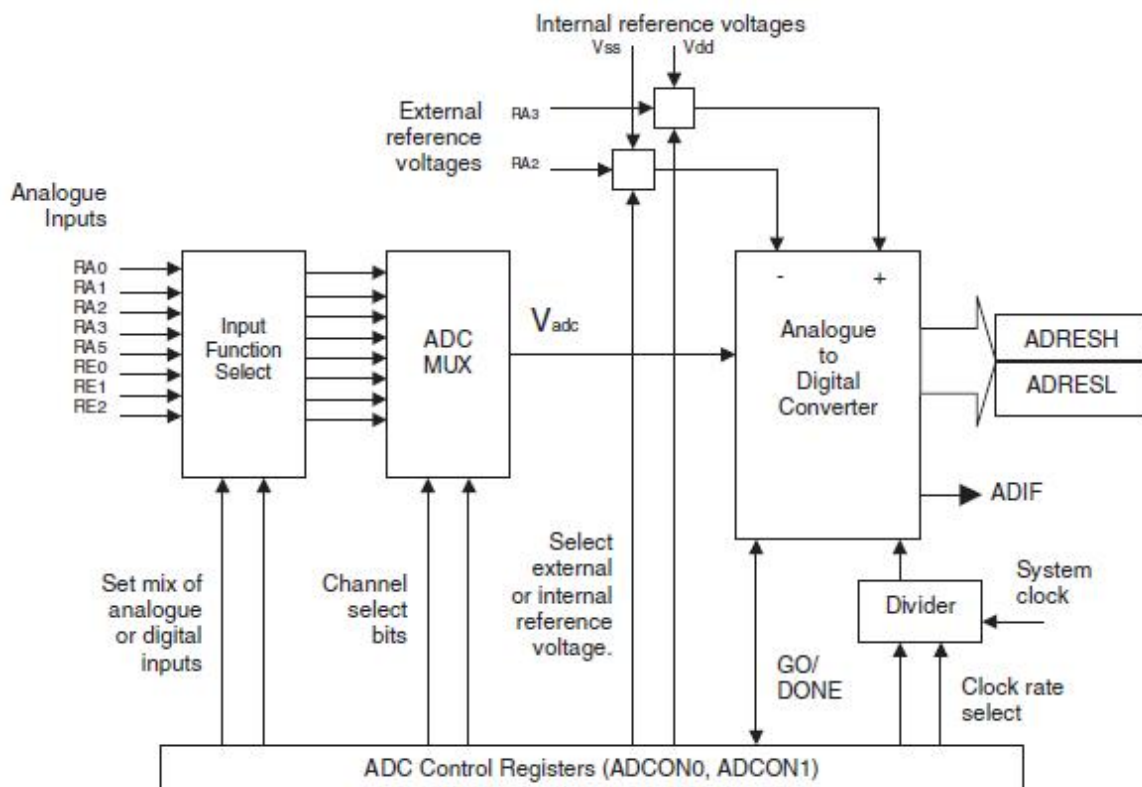 Internal reference voltages
Vss
Vdd
External
reference
voltages
RA3
RA2
Analogue
Inputs
RA0
RA1
RA2
RA3
RA5
RE0
RE1
RE2
Input
Function
Select
ADC
MUX
Vadc
- +
Analogue
to
Digital
Converter
ADRESH
ADRESL
ADIF
Set mix of
analogue
or digital
inputs
Channel
select
bits
Select
external
or internal
reference
voltage.
GO/
DONE
Divider
System
clock
Clock rate
select
ADC Control Registers (ADCON0, ADCON1)